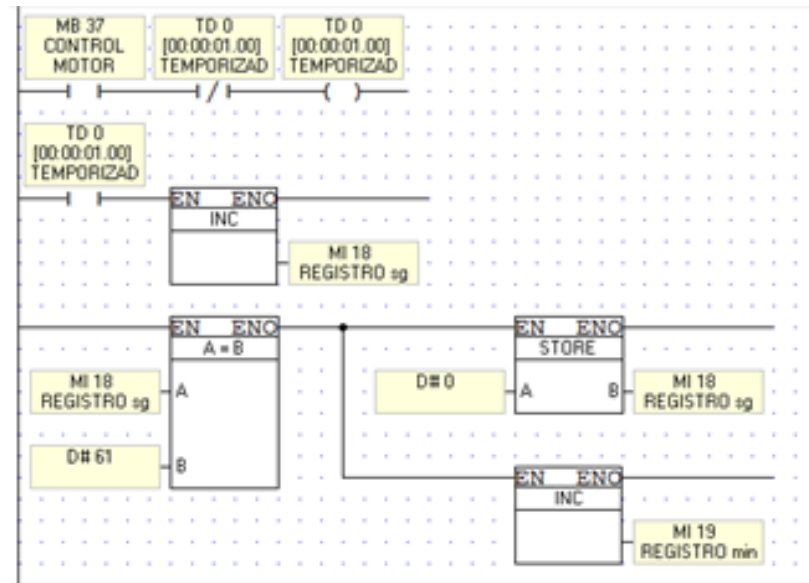 MB 37
CONTROL
MOTOR
TD 0
[00:00:01.00]
TEMPORIZAD
TD 0
[00:00:01.00]
TEMPORIZAD
TD 0
[00:00:01.00]
TEMPORIZAD
EN ENO
INC
MI 18
REGISTRO sg
EN ENO
A = B
MI 18
REGISTRO sg
A
D# 61
B
EN ENO
STORE
D# 0
A
B
MI 18
REGISTRO sg
EN ENO
INC
MI 19
REGISTRO min